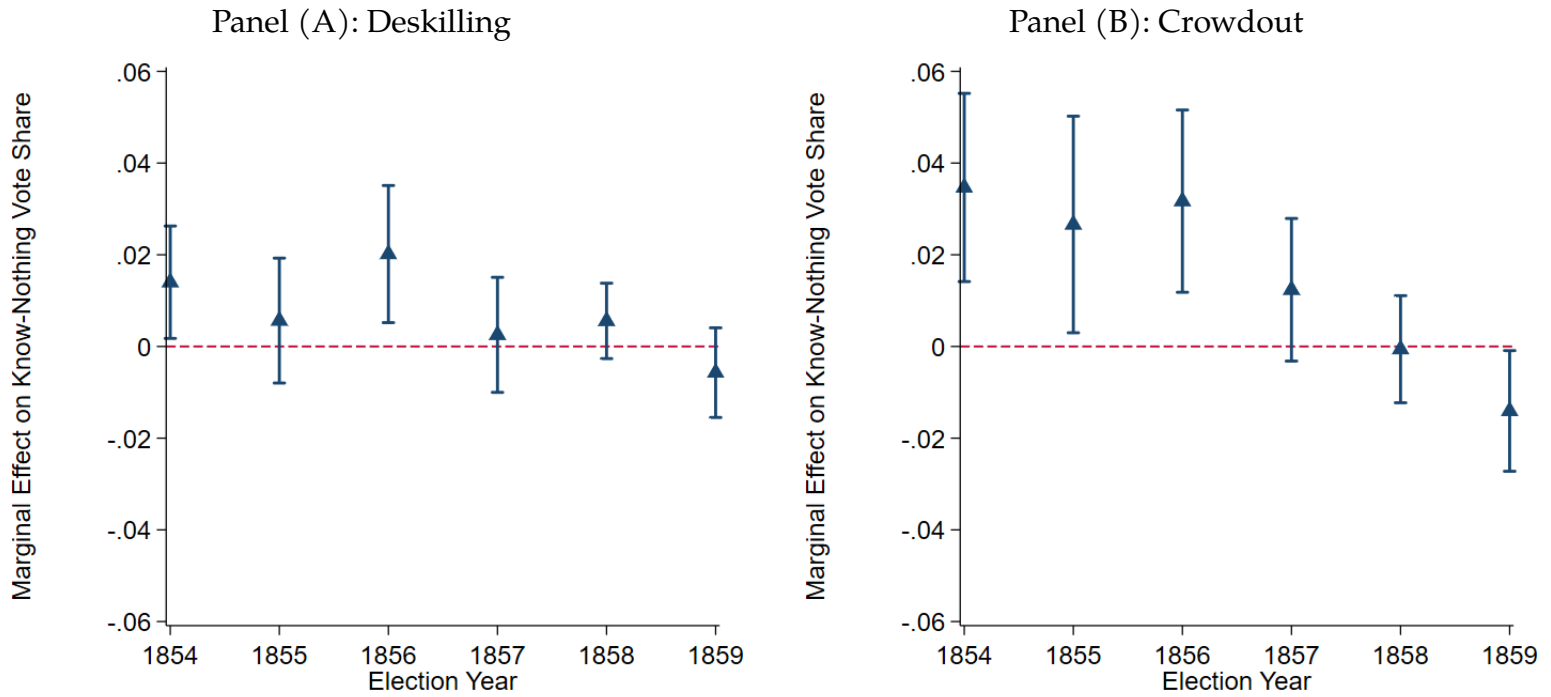 Panel (A): Deskilling
Marginal Effect on Know-Nothing Vote Share
.06
.04
.02
0
-.02
-.04
-.06
1854 1855 1856 1857 1858 1859
Election Year
Panel (B): Crowdout
Marginal Effect on Know-Nothing Vote Share
.06
.04
.02
0
-.02
-.04
-.06
1854 1855 1856 1857 1858 1859
Election Year